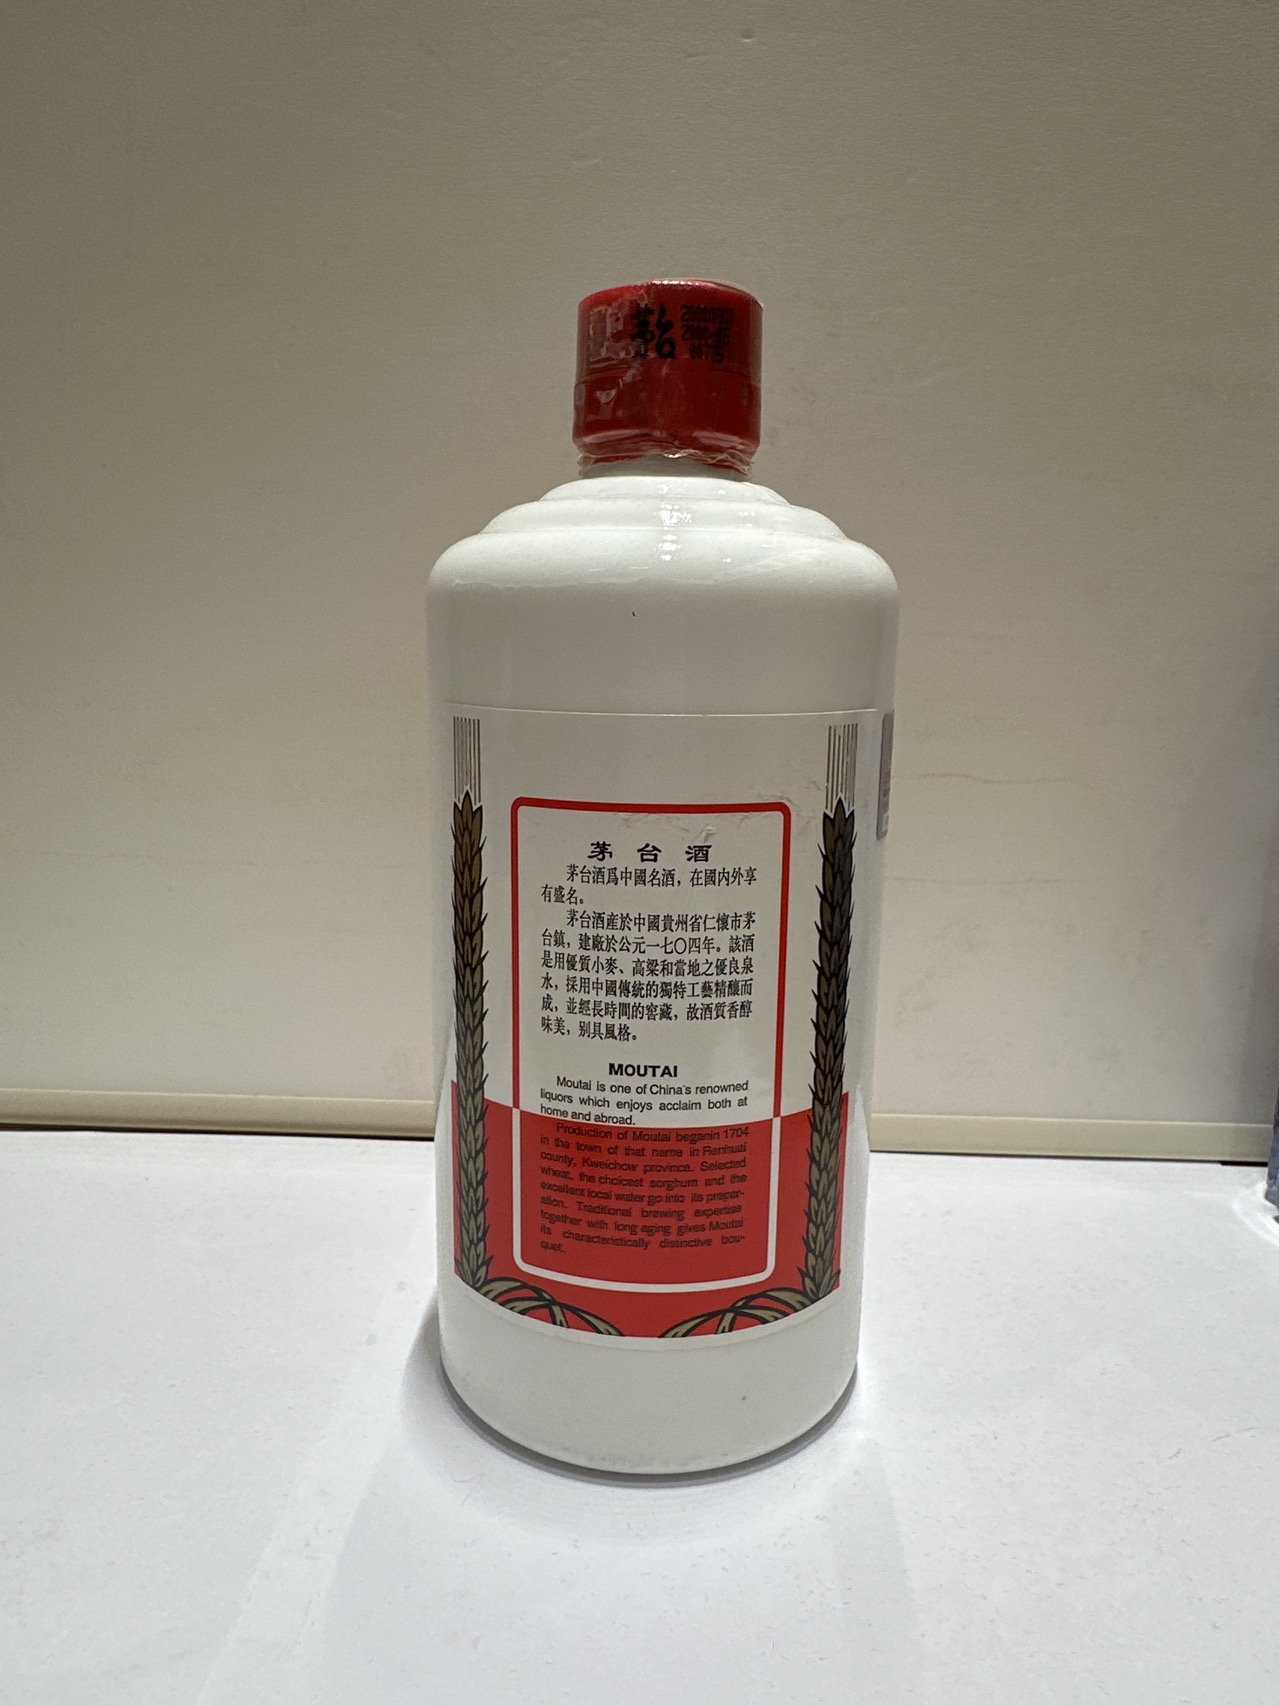 茅台
茅台酒
茅台酒爲中國名酒，在國内外享
有盛名。
茅台酒産於中國貴州省仁懷市茅
台鎮，建廠於公元一七〇四年。該酒
是用優質小麥、高粱和當地之優良泉
水，採用中國傳統的獨特工藝精釀而
成，並經長時間的窖藏，故酒質香醇
味美，别具風格。
MOUTAI
Moutai is one of China's renowned
liquors which enjoys acclaim both at
home and abroad.
Production of Moutai beganin 1704
in the town of that name in Renhuai
county, Kweichow province. Selected
wheat, the choicest sorghum and the
excellent local water go into its prepar-
ation. Traditional brewing expertise
together with long aging gives Moutai
its characteristically distinctive bou-
quet.